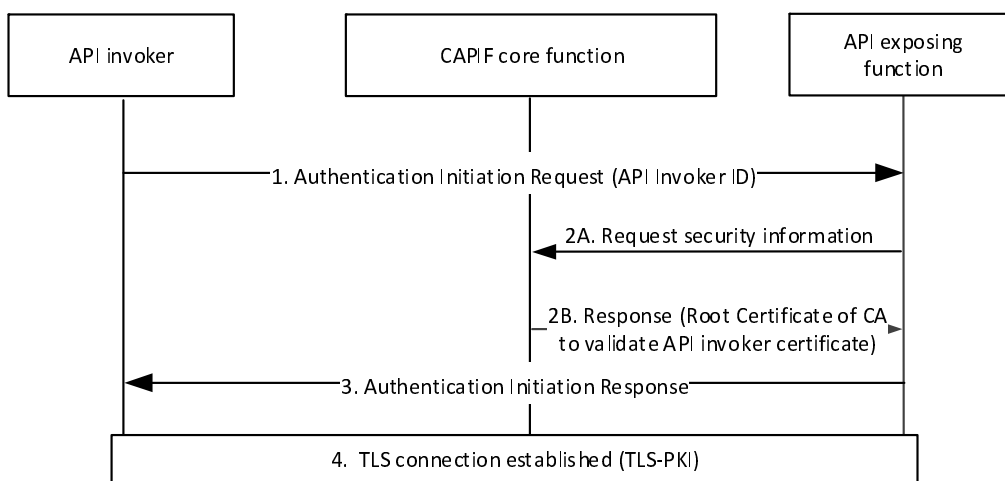 API invoker
CAPIF core function
API exposing
function
1. Authentication Initiation Request (API Invoker ID)
2A. Request security information
2B. Response (Root Certificate of CA
to validate API invoker certificate)
3. Authentication Initiation Response
4. TLS connection established (TLS-PKI)